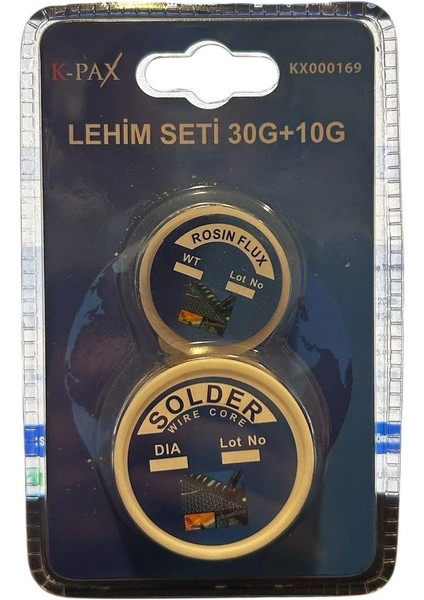 K-PAX
KX000169
LEHİM SETİ 30G+10G
ROSIN FLUX
WT
Lot No
SOLDER
WIRE CORE
DIA
Lot No